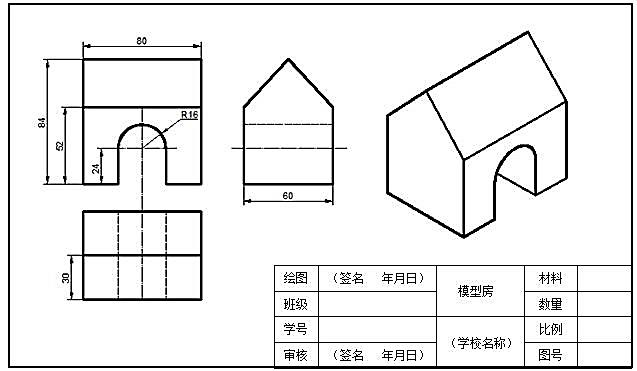 80
84
52
24
R16
60
30
绘图 (签名 年月日) 模型房 材料
班级 数量
学号 (学校名称) 比例
审核 (签名 年月日) 图号